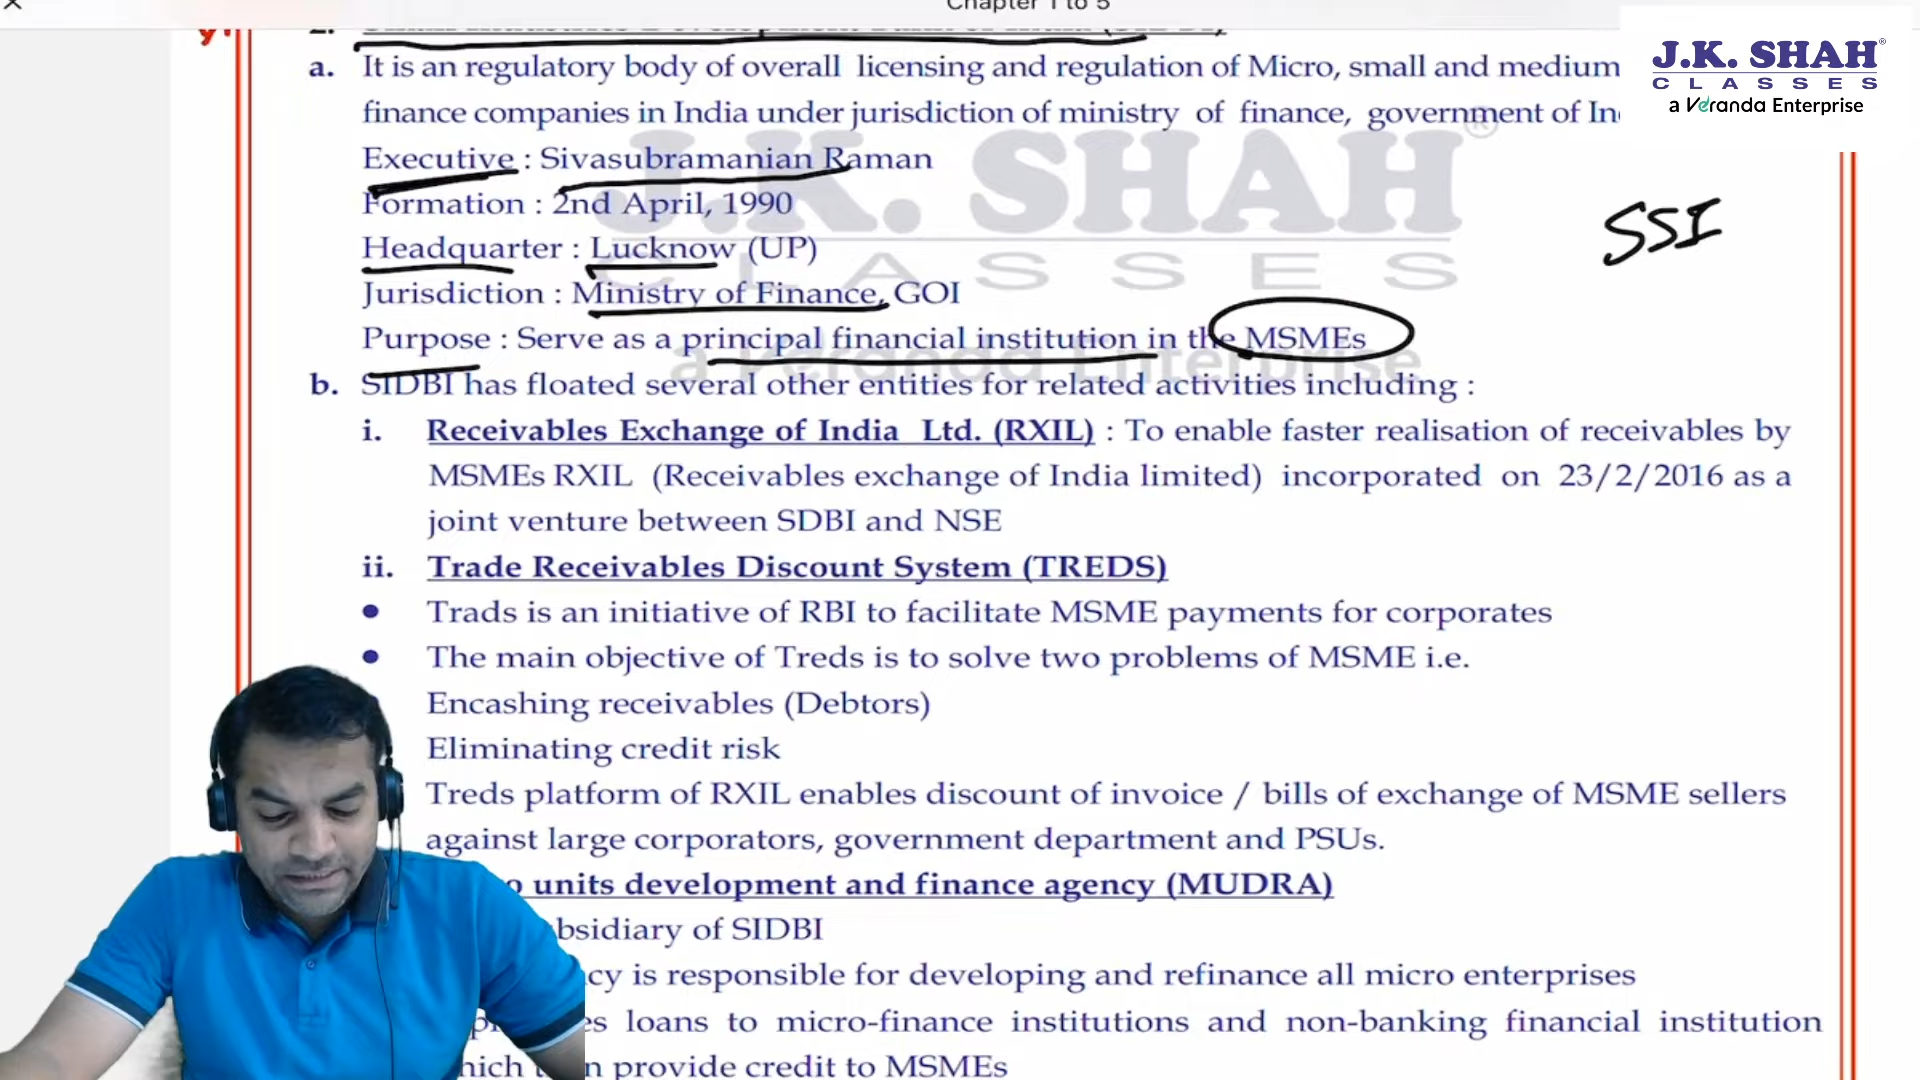 Chapter 1 to 5
J.K. SHAH®
CLASSES
a Veranda Enterprise
a. It is an regulatory body of overall licensing and regulation of Micro, small and medium
finance companies in India under jurisdiction of ministry of finance, government of
Executive : Sivasubramanian Raman
Formation : 2nd April, 1990
SSI
Headquarter : Lucknow (UP)
Jurisdiction : Ministry of Finance, GOI
Purpose : Serve as a principal financial institution in the MSMEs
b. SIDBI has floated several other entities for related activities including :
i. Receivables Exchange of India Ltd. (RXIL) : To enable faster realisation of receivables by
MSMEs RXIL (Receivables exchange of India limited) incorporated on 23/2/2016 as a
joint venture between SDBI and NSE
ii. Trade Receivables Discount System (TREDS)
• Trads is an initiative of RBI to facilitate MSME payments for corporates
• The main objective of Treds is to solve two problems of MSME i.e.
Encashing receivables (Debtors)
Eliminating credit risk
Treds platform of RXIL enables discount of invoice / bills of exchange of MSME sellers
against large corporators, government department and PSUs.
units development and finance agency (MUDRA)
of SIDBI
is responsible for developing and refinance all micro enterprises
loans to micro-finance institutions and non-banking financial institution
provide credit to MSMEs
J.K. SHAH®
CLASSES
a Veranda Enterprise